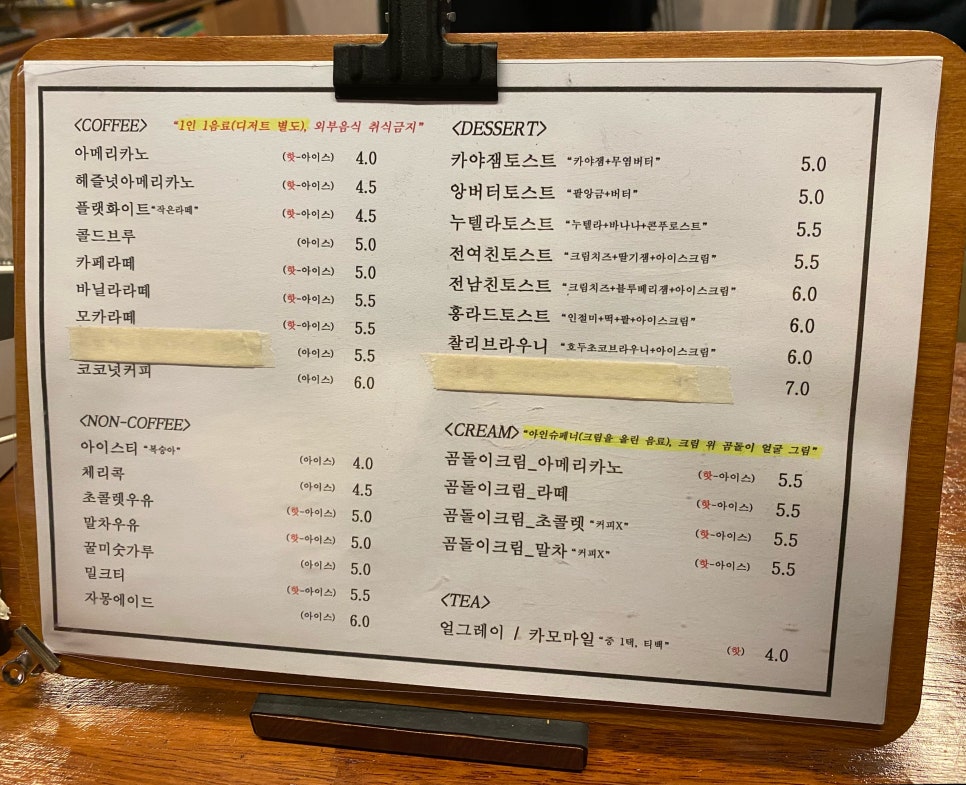 <COFFEE> "1인 1음료(디저트 별도), 외부음식 취식금지"
아메리카노 (핫-아이스) 4.0
헤즐넛아메리카노 (핫-아이스) 4.5
플랫화이트"작은라떼" (핫-아이스) 4.5
콜드브루 (아이스) 5.0
카페라떼 (핫-아이스) 5.0
바닐라라떼 (핫-아이스) 5.5
모카라떼 (핫-아이스) 5.5
(아이스) 5.5
코코넛커피 (아이스) 6.0
<NON-COFFEE>
아이스티 "복숭아" (아이스) 4.0
체리콕 (아이스) 4.5
초콜렛우유 (핫-아이스) 5.0
말차우유 (핫-아이스) 5.0
꿀미숫가루 (아이스) 5.0
밀크티 (핫-아이스) 5.5
자몽에이드 (아이스) 6.0
<DESSERT>
카야잼토스트 "카야잼+무염버터" 5.0
앙버터토스트 "팥앙금+버터" 5.0
누텔라토스트 "누텔라+바나나+콘푸로스트" 5.5
전여친토스트 "크림치즈+딸기잼+아이스크림" 5.5
전남친토스트 "크림치즈+블루베리잼+아이스크림" 6.0
홍라드토스트 "인절미+떡+팥+아이스크림" 6.0
찰리브라우니 "호두초코브라우니+아이스크림" 6.0
7.0
<CREAM> "아인슈페너(크림을 올린 음료), 크림 위 곰돌이 얼굴 그림"
곰돌이크림_아메리카노 (핫-아이스) 5.5
곰돌이크림_라떼 (핫-아이스) 5.5
곰돌이크림_초콜렛 "커피X" (핫-아이스) 5.5
곰돌이크림_말차 "커피X" (핫-아이스) 5.5
<TEA>
얼그레이 / 카모마일 "중 1택, 티백" (핫) 4.0